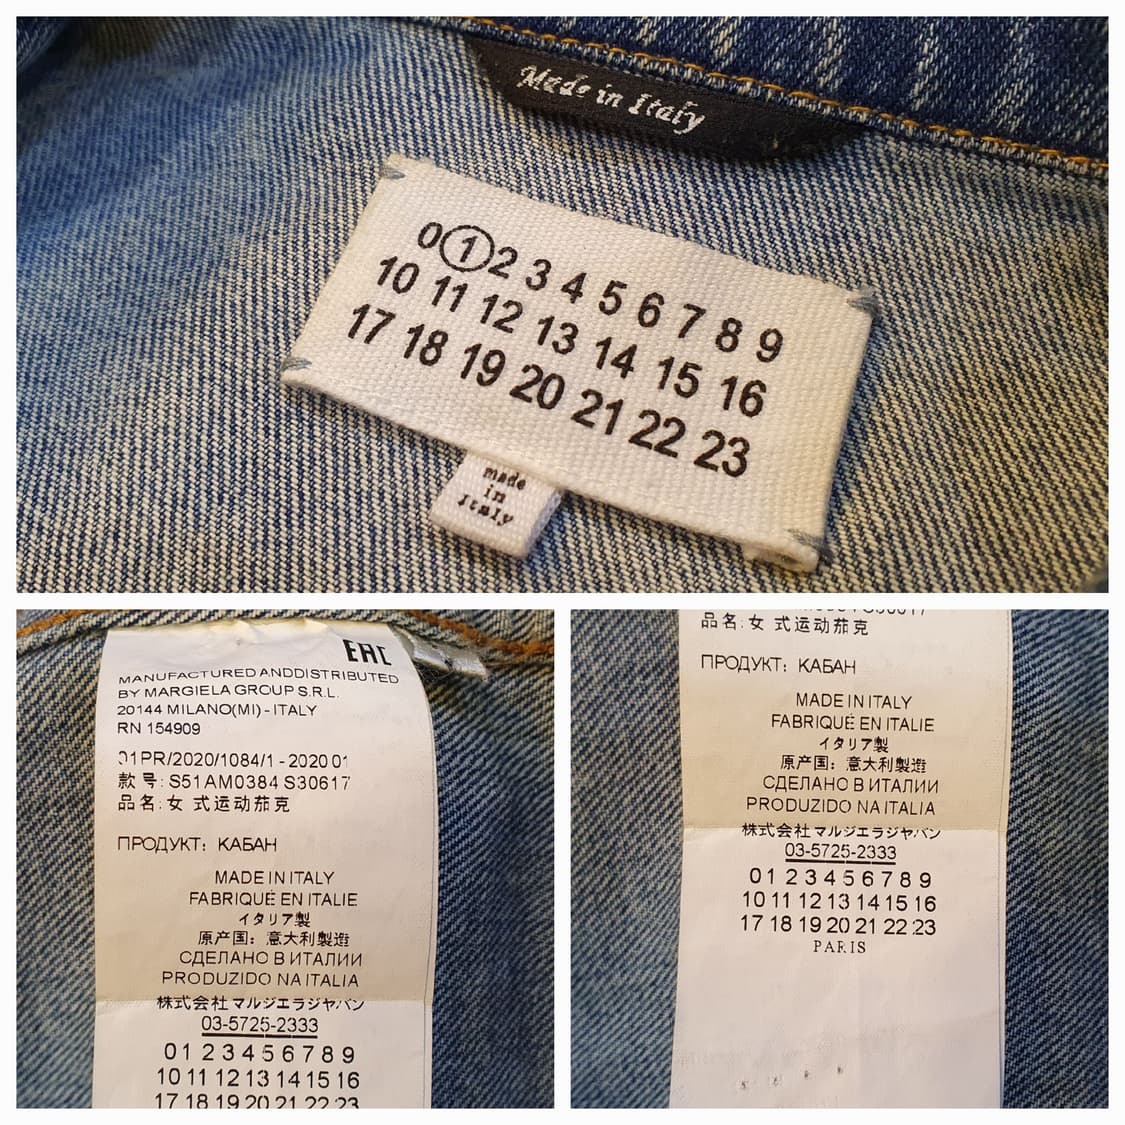 Made in Italy
0 1 2 3 4 5 6 7 8 9
10 11 12 13 14 15 16
17 18 19 20 21 22 23
made
in
Italy
EAC
MANUFACTURED ANDDISTRIBUTED
BY MARGIELA GROUP S.R.L.
20144 MILANO(MI) - ITALY
RN 154909
01PR/2020/1084/1 - 2020 01
款号: S51AM0384 S30617
品名: 女 式运动茄克
ПРОДУКТ: КАБАН
MADE IN ITALY
FABRIQUÉ EN ITALIE
イタリア製
原产国: 意大利製造
СДЕЛАНО В ИТАЛИИ
PRODUZIDO NA ITALIA
株式会社マルジェラジャパン
03-5725-2333
0 1 2 3 4 5 6 7 8 9
10 11 12 13 14 15 16
17 18 19 20 21 22 23
品名: 女 式运动茄克
ПРОДУКТ: КАБАН
MADE IN ITALY
FABRIQUÉ EN ITALIE
イタリア製
原产国: 意大利製造
СДЕЛАНО В ИТАЛИИ
PRODUZIDO NA ITALIA
株式会社マルジェラジャパン
03-5725-2333
0 1 2 3 4 5 6 7 8 9
10 11 12 13 14 15 16
17 18 19 20 21 22 23
PARIS